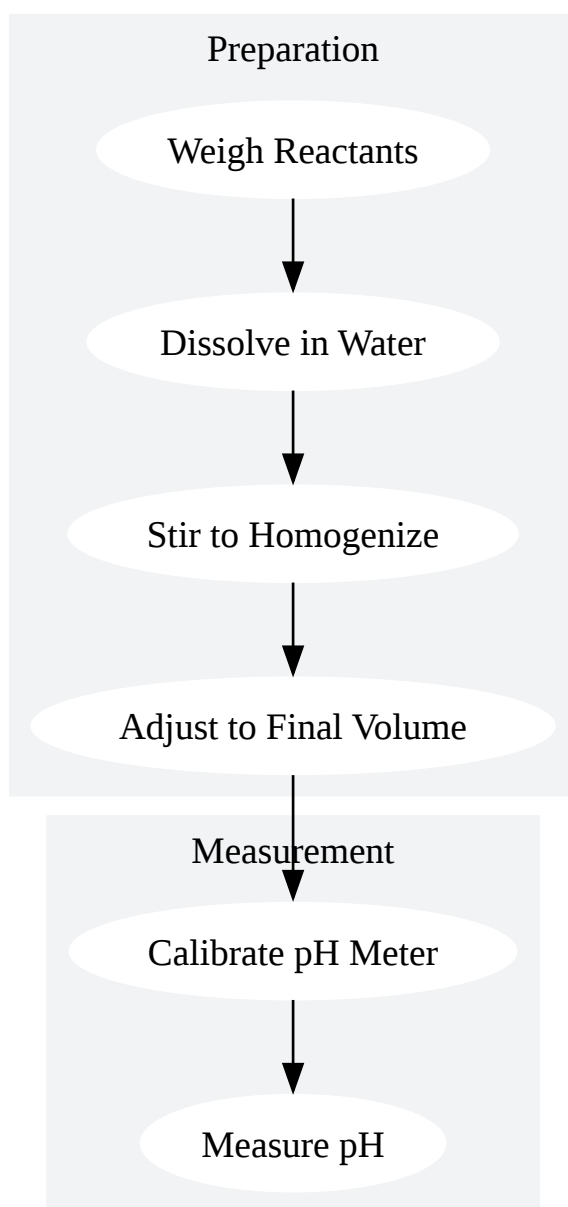 Preparation
Weigh Reactants
Dissolve in Water
Stir to Homogenize
Adjust to Final Volume
Measurement
Calibrate pH Meter
Measure pH